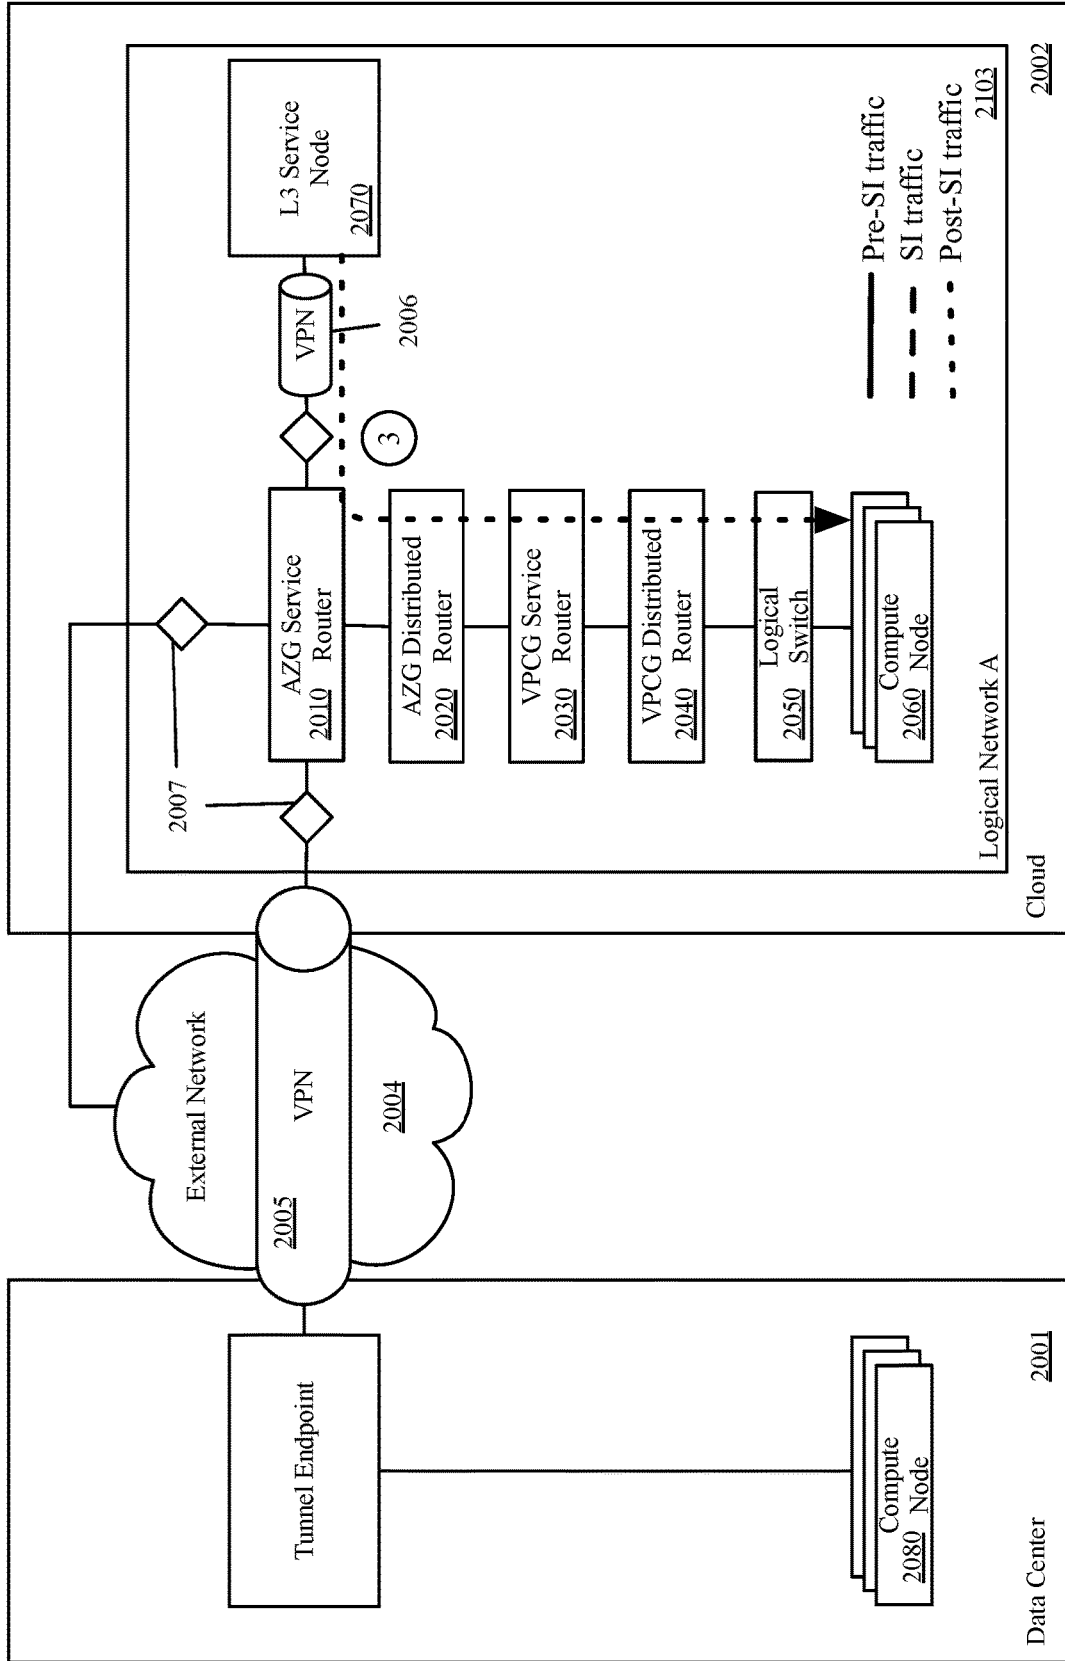 Data Center
2001
Tunnel Endpoint
Compute
2080 Node
External Network
2005
VPN
2004
Cloud
2002
Logical Network A
2103
2007
AZG Service
2010 Router
AZG Distributed
2020 Router
VPCG Service
2030 Router
VPCG Distributed
2040 Router
Logical
2050 Switch
Compute
2060 Node
3
VPN
2006
L3 Service
Node
2070
Pre-SI traffic
SI traffic
Post-SI traffic